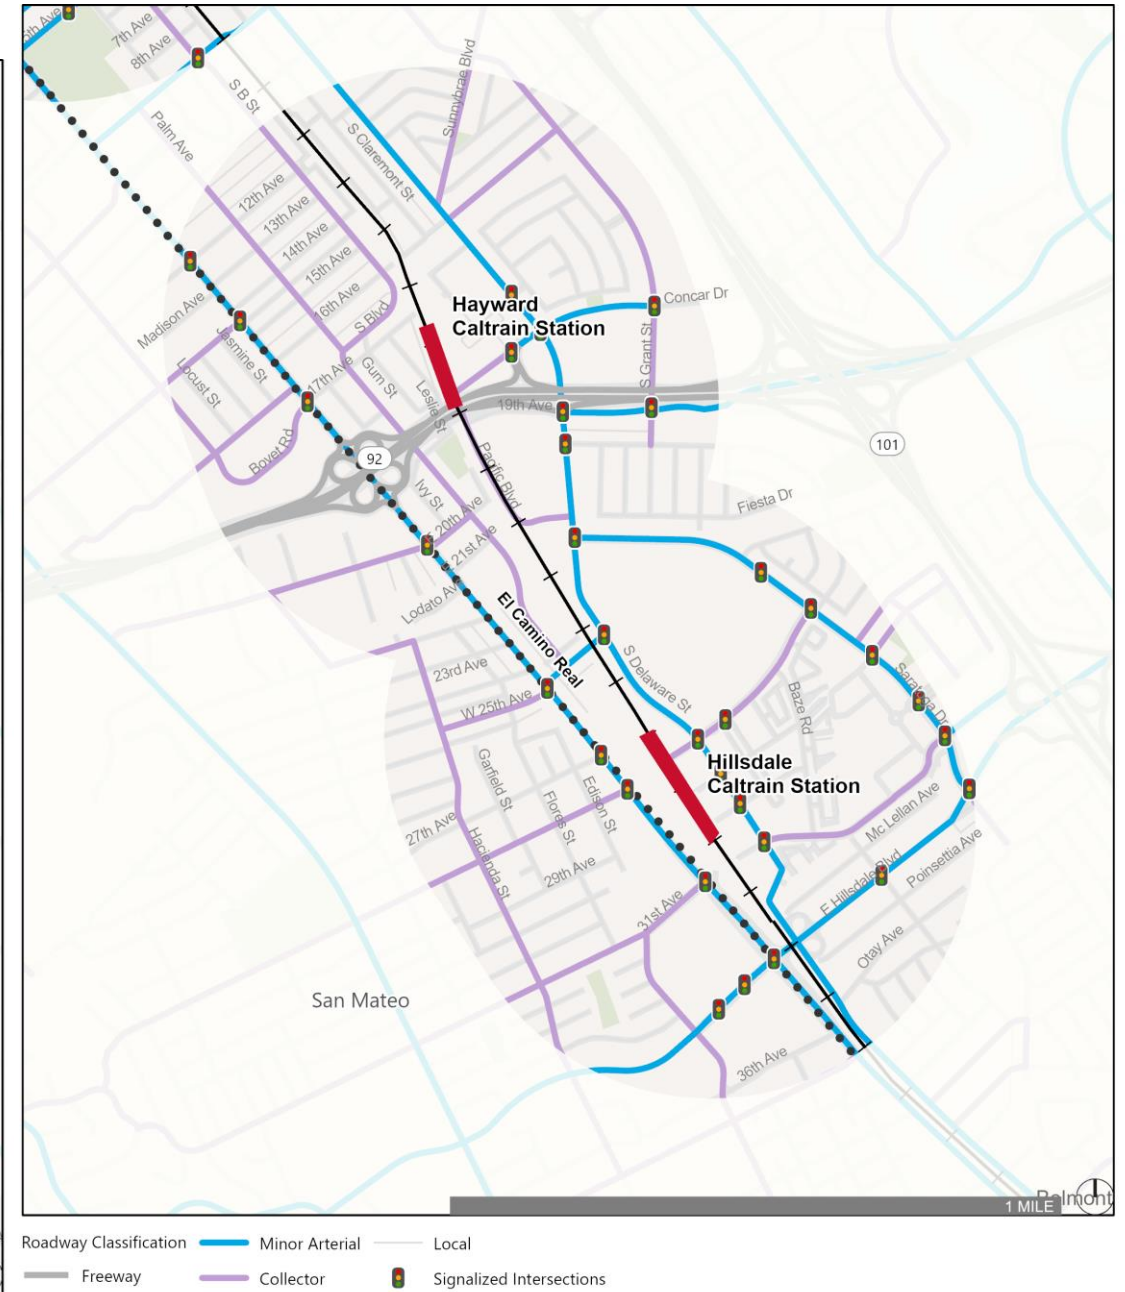 5th Ave
7th Ave
8th Ave
S B St
Palm Ave
Sunnybrae Blvd
S Claremont St
12th Ave
13th Ave
14th Ave
15th Ave
16th Ave
S Blvd
Madison Ave
Jasmine St
Locust St
17th Ave
Gum St
Leslie St
Bovet Rd
Hayward
Caltrain Station
Concar Dr
S Grant St
19th Ave
92
101
Pacific Blvd
Ivy St
20th Ave
21st Ave
Fiesta Dr
El Camino Real
23rd Ave
W 25th Ave
S Delaware St
Baze Rd
Saratoga Dr
Hillsdale
Caltrain Station
Garfield St
Flores St
Edison St
27th Ave
Hacienda St
29th Ave
31st Ave
Mc Lellan Ave
E Hillsdale Blvd
Poinsettia Ave
Otay Ave
San Mateo
36th Ave
Belmont
1 MILE
Roadway Classification
Minor Arterial
Local
Freeway
Collector
Signalized Intersections